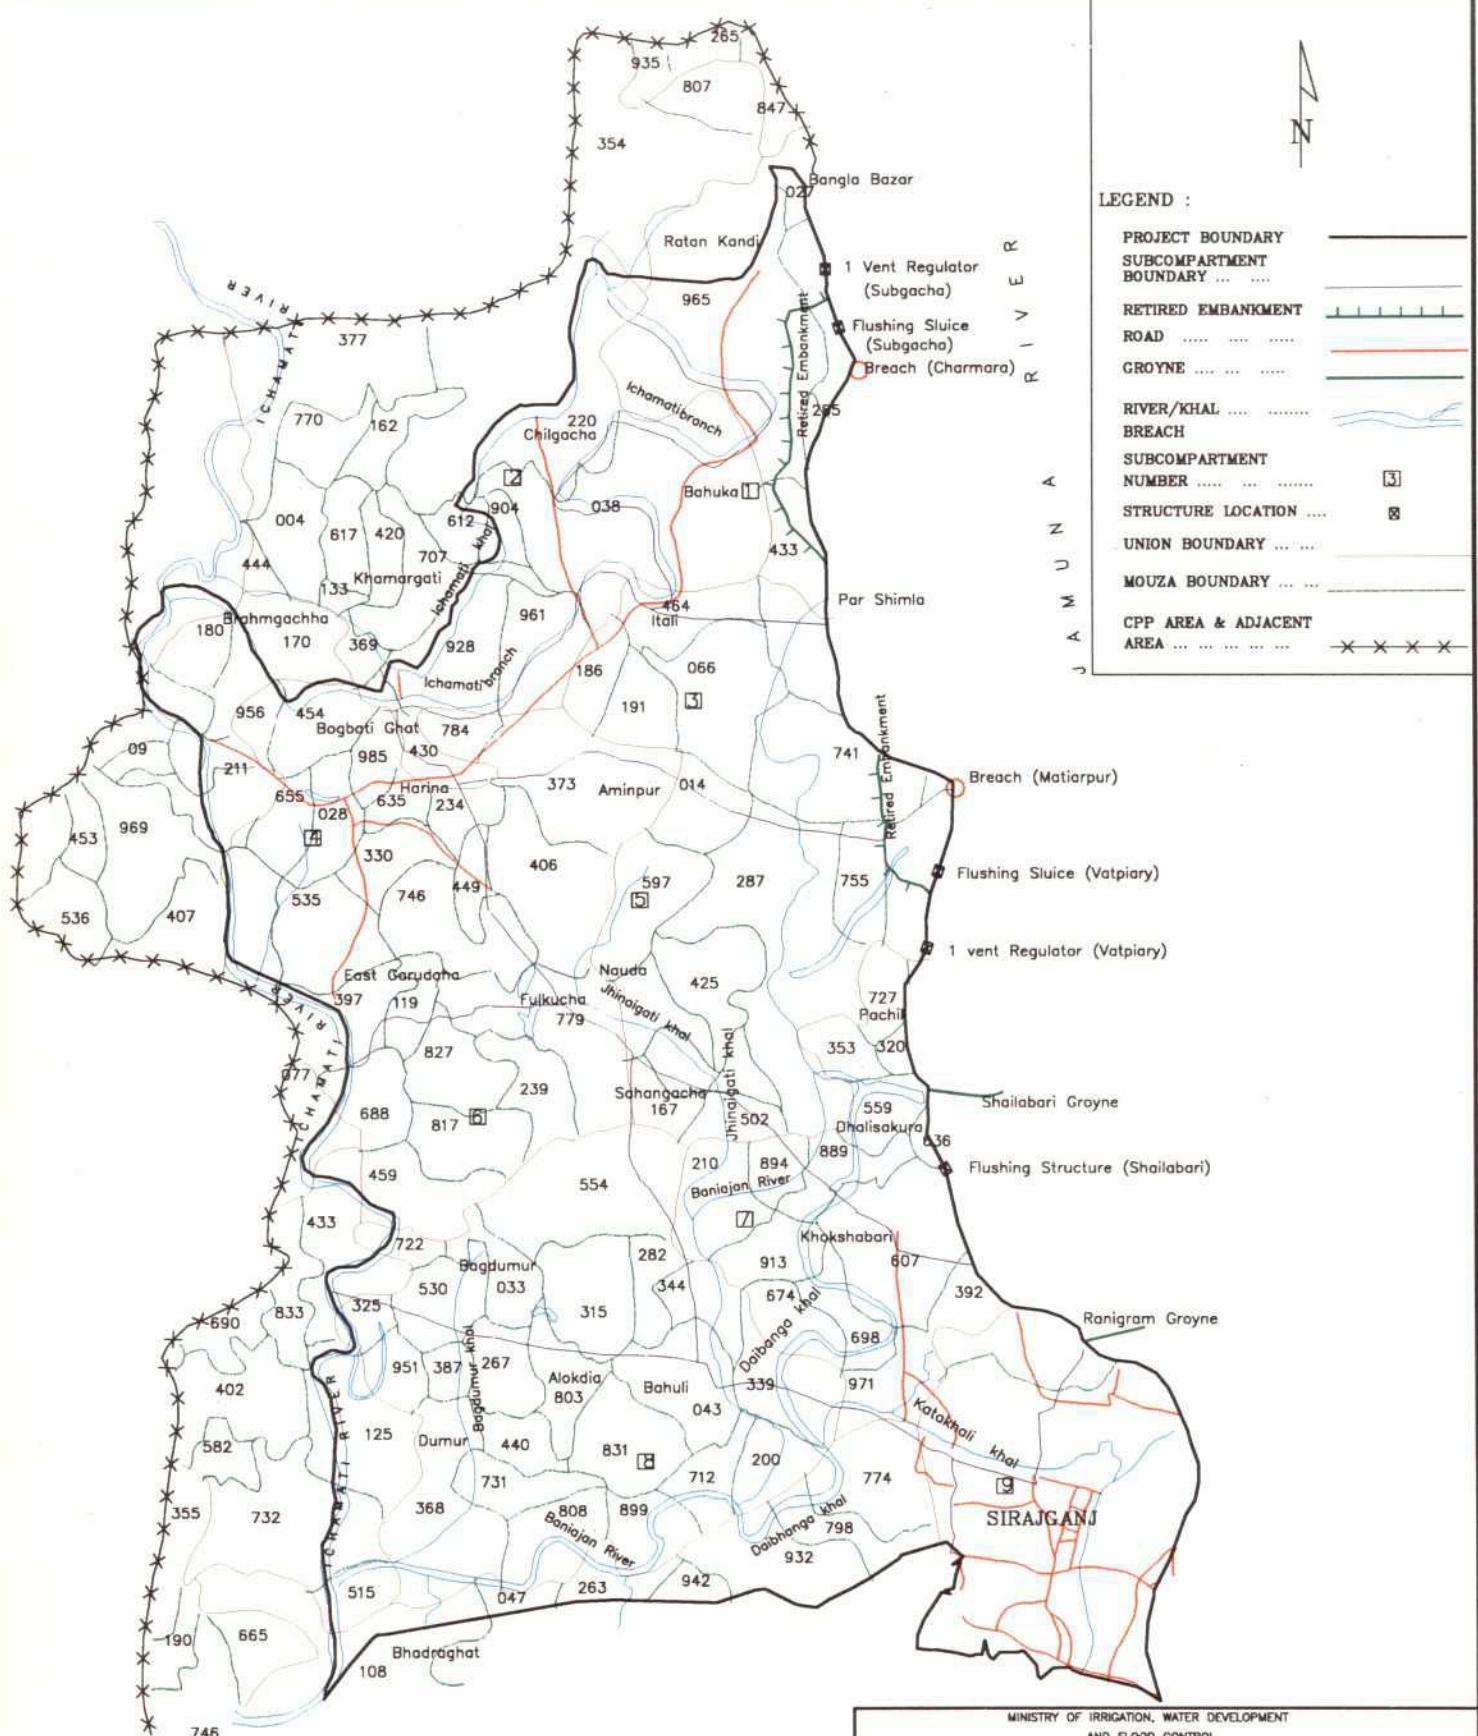 265
935
807
847
354
Bangla Bazar
027
Ratan Kandi
1 Vent Regulator
(Subgacha)
965
Flushing Sluice
(Subgacha)
Breach (Charmara)
Retired Embankment
ICHAMATI
RIVER
377
Ichamati branch
285
770
162
220
Chilgacha
2
Bahuka 1
904
038
004
617
420
612
707
433
444
133
Khamargati
Ichamati khal
Par Shimla
961
464
Itali
Brahmgachha
180
170
369
928
186
066
Ichamati branch
3
191
956
454
Bogbati Ghat
784
Retired Embankment
09
985
430
741
211
Breach (Matiarpur)
Harina
373
Aminpur
014
655
635
234
028
453
969
4
330
406
Flushing Sluice (Vatpiary)
597
287
755
449
746
535
5
536
407
1 vent Regulator (Vatpiary)
East Garudaha
Nauda
425
397
119
Fulkucha
779
Jhinaigati khal
727
Pachil
RIVER
ICHAMATI
827
353
320
Jhinaigati khal
077
239
Sahangacha
167
Shailabari Groyne
688
817
6
502
559
Dhalisakura
636
889
Flushing Structure (Shailabari)
210
894
459
554
Baniajan River
433
7
722
Khokshabari
282
913
607
Bagdumur
530
033
344
674
392
833
325
315
690
Ranigram Groyne
Bagdumur khal
Daibanga khal
698
951
387
267
402
Alokdia
803
Bahuli
339
971
043
Katakhali khal
ICHAMATI RIVER
582
125
Dumur
440
831
8
200
731
712
774
9
355
732
368
808
899
SIRAJGANJ
Baniajan River
Daibhanga khal
798
932
515
047
263
942
190
665
Bhadraghat
108
746
JAMUNA RIVER
N
LEGEND :
PROJECT BOUNDARY
SUBCOMPARTMENT
BOUNDARY ... ....
RETIRED EMBANKMENT
ROAD ..... .... .....
GROYNE .... ... .....
RIVER/KHAL .... ........
BREACH
SUBCOMPARTMENT
NUMBER ..... ... ....... 3
STRUCTURE LOCATION ....
UNION BOUNDARY ... ...
MOUZA BOUNDARY ... ...
CPP AREA & ADJACENT
AREA ... ... ... ... ...
MINISTRY OF IRRIGATION, WATER DEVELOPMENT
AND FLOOD CONTROL